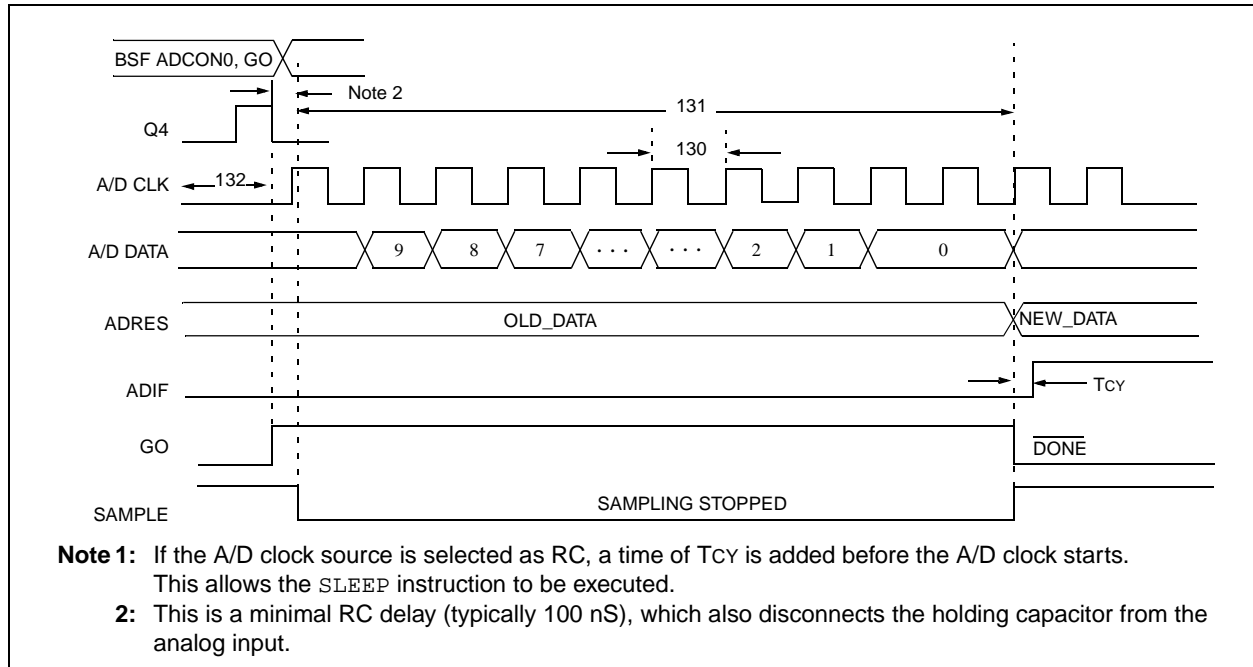 BSF ADCON0, GO
Note 2
131
Q4
130
A/D CLK
132
A/D DATA
9 8 7 · · · · · · 2 1 0
ADRES
OLD_DATA
NEW_DATA
ADIF
TCY
GO
DONE
SAMPLE
SAMPLING STOPPED
Note 1: If the A/D clock source is selected as RC, a time of TCY is added before the A/D clock starts.
This allows the SLEEP instruction to be executed.
2: This is a minimal RC delay (typically 100 nS), which also disconnects the holding capacitor from the
analog input.